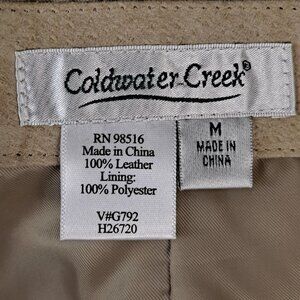 Coldwater Creek®
RN 98516
Made in China
100% Leather
Lining:
100% Polyester
V#G792
H26720
M
MADE IN
CHINA